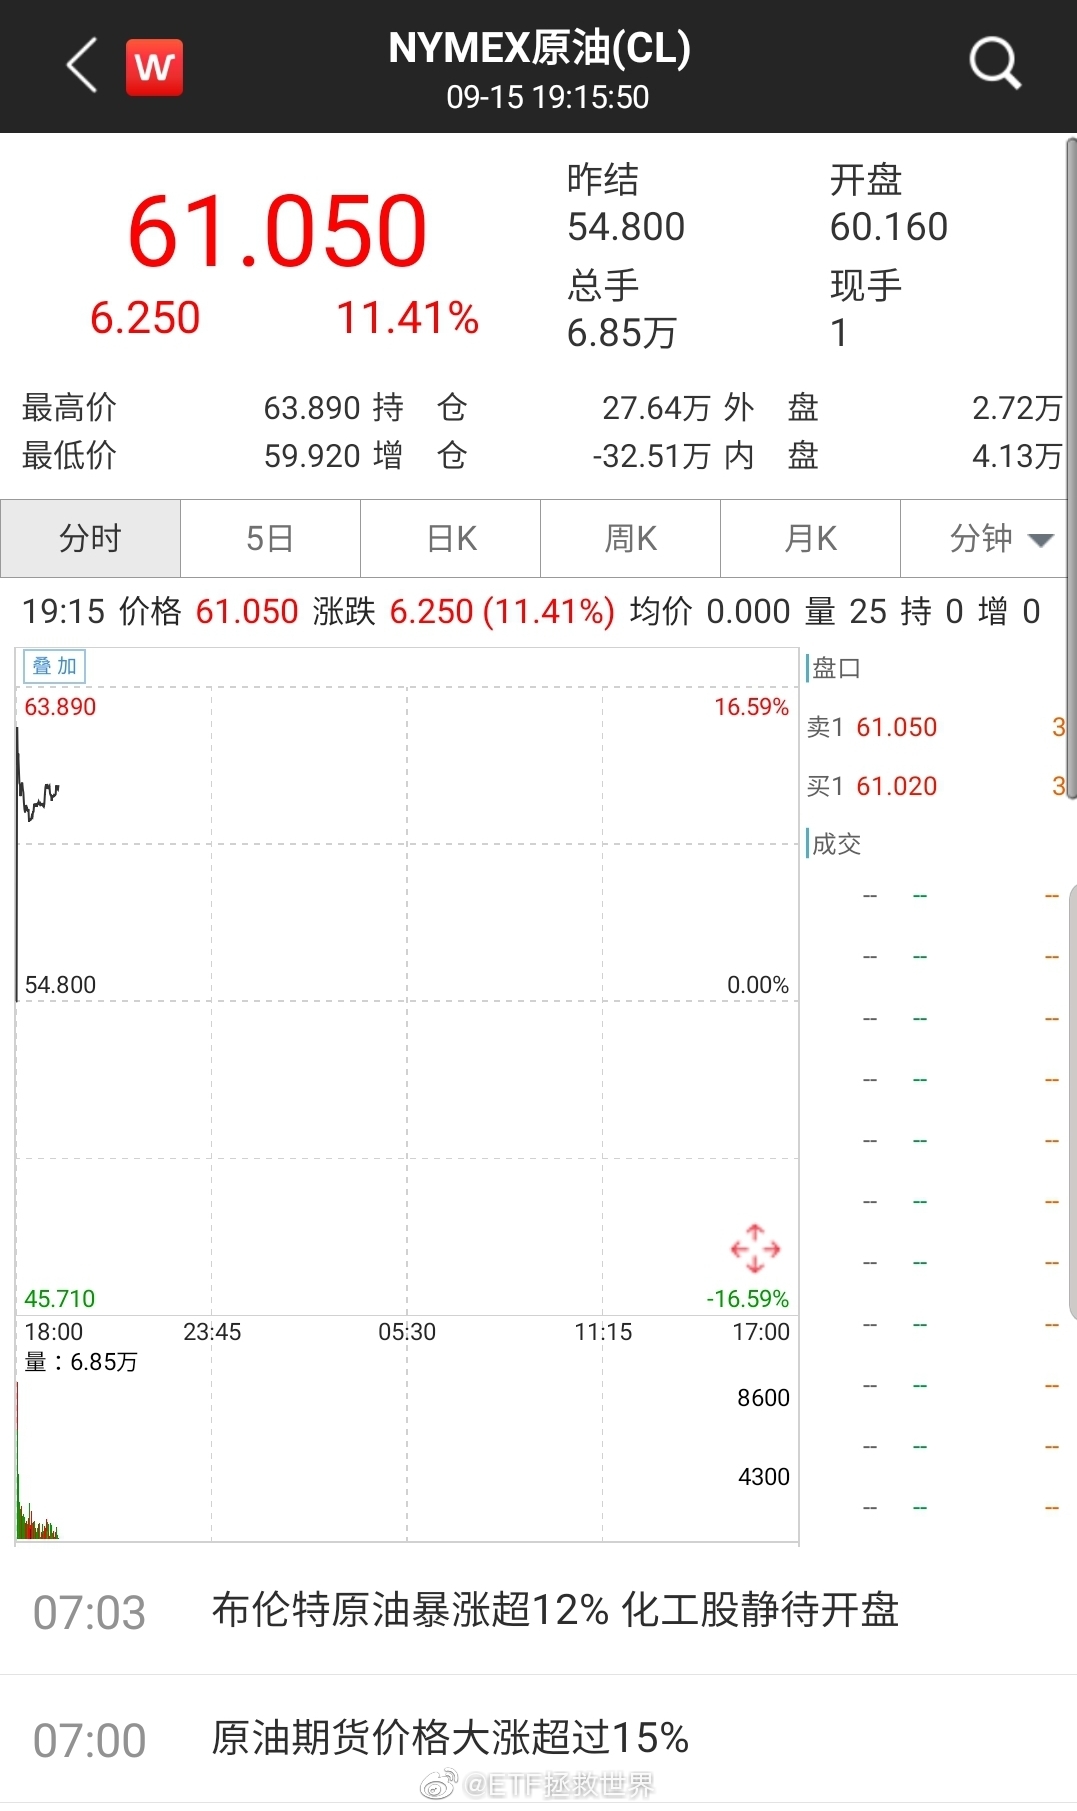 NYMEX原油(CL)
W
09-15 19:15:50
61.050
6.250 11.41%
昨结 开盘
54.800 60.160
总手 现手
6.85万 1
最高价 63.890 持仓 27.64万 外盘 2.72万
最低价 59.920 增仓 -32.51万 内盘 4.13万
分时 5日 日K 周K 月K 分钟
19:15 价格 61.050 涨跌 6.250 (11.41%) 均价 0.000 量 25 持 0 增 0
叠加
63.890 16.59%
54.800 0.00%
45.710 -16.59%
18:00 23:45 05:30 11:15 17:00
量：6.85万
8600
4300
盘口
卖1 61.050 3
买1 61.020 3
成交
-- -- --
-- -- --
-- -- --
-- -- --
-- -- --
-- -- --
-- -- --
-- -- --
-- -- --
-- -- --
-- -- --
07:03 布伦特原油暴涨超12% 化工股静待开盘
07:00 原油期货价格大涨超过15%
@ETF拯救世界